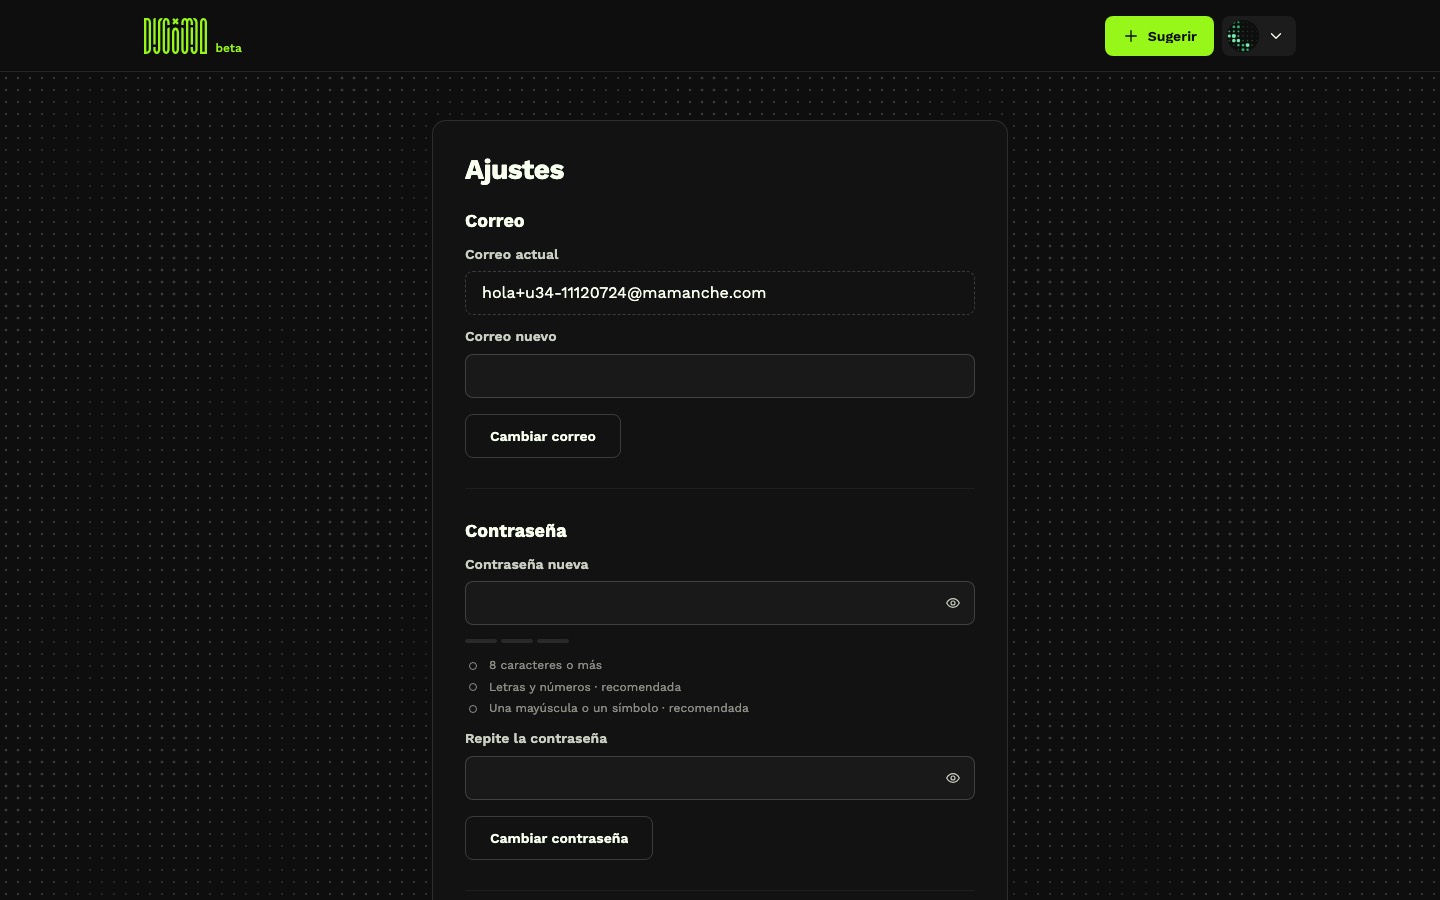 beta
Sugerir
Ajustes
Correo
Correo actual
hola+u34-11120724@mamanche.com
Correo nuevo
Cambiar correo
Contraseña
Contraseña nueva
8 caracteres o más
Letras y números · recomendada
Una mayúscula o un símbolo · recomendada
Repite la contraseña
Cambiar contraseña